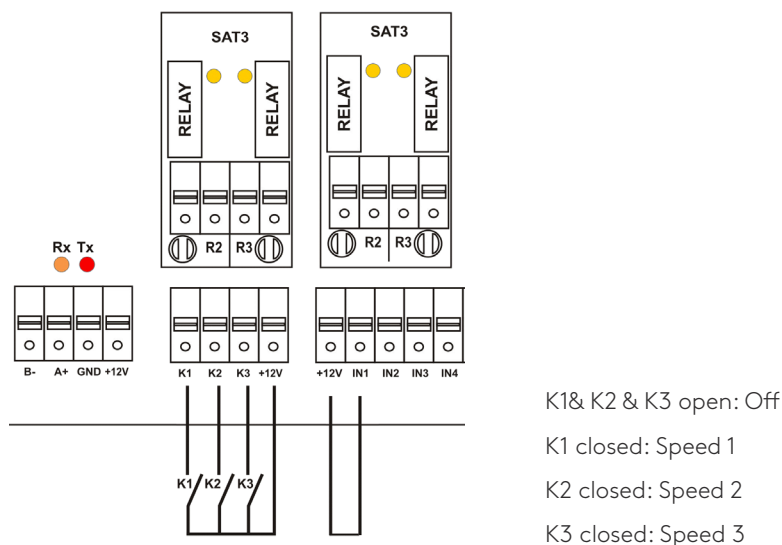 SAT3 SAT3
RELAY RELAY RELAY RELAY
R2 R3 R2 R3
Rx Tx
B- A+ GND +12V K1 K2 K3 +12V +12V IN1 IN2 IN3 IN4
K1 K2 K3
K1& K2 & K3 open: Off
K1 closed: Speed 1
K2 closed: Speed 2
K3 closed: Speed 3